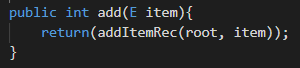 public int add(E item){
    return(addItemRec(root, item));
}